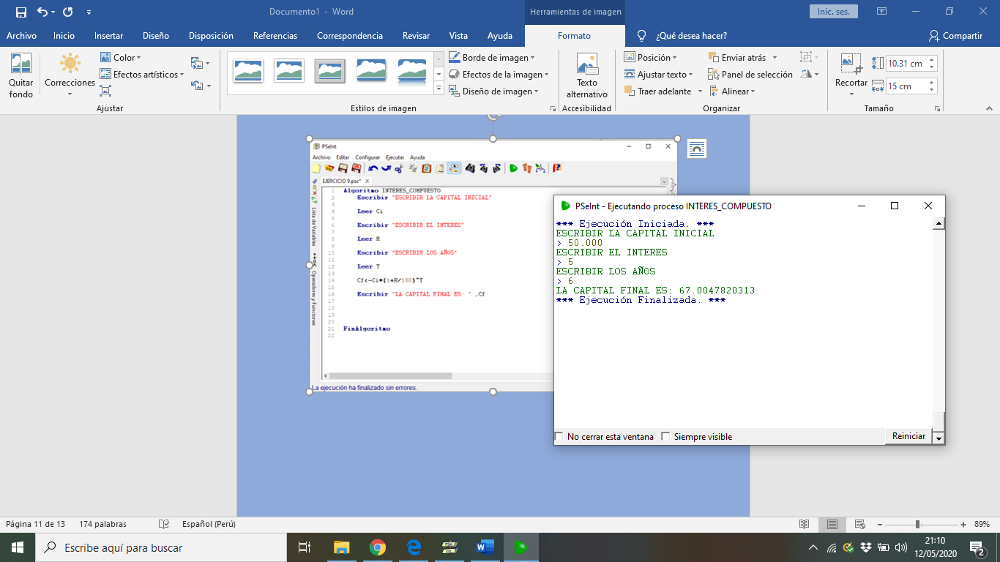 Documento1 - Word
Herramientas de imagen
Inic. ses.
Archivo Inicio Insertar Diseño Disposición Referencias Correspondencia Revisar Vista Ayuda Formato ¿Qué desea hacer? Compartir
Quitar fondo
Correcciones
Color
Efectos artísticos
Ajustar
Estilos de imagen
Borde de imagen
Efectos de la imagen
Diseño de imagen
Texto alternativo
Accesibilidad
Posición
Ajustar texto
Traer adelante
Enviar atrás
Panel de selección
Alinear
Organizar
Recortar
10.31 cm
15 cm
Tamaño
PSeInt
Archivo Editar Configurar Ejecutar Ayuda
EJERCICIO 9.psc*
Lista de Variables
Operadores y Funciones
1 Algoritmo INTERES_COMPUESTO
2 Escribir "ESCRIBIR LA CAPITAL INICIAL"
3
4 Leer Ci
5
6 Escribir "ESCRIBIR EL INTERES"
7
8 Leer R
9
10 Escribir "ESCRIBIR LOS AÑOS"
11
12 Leer T
13
14 Cf<-Ci*(1+R/100)^T
15
16 Escribir "LA CAPITAL FINAL ES: " ,Cf
17
18
19
20
21 FinAlgoritmo
22
La ejecución ha finalizado sin errores.
PSeInt - Ejecutando proceso INTERES_COMPUESTO
*** Ejecución Iniciada. ***
ESCRIBIR LA CAPITAL INICIAL
> 50.000
ESCRIBIR EL INTERES
> 5
ESCRIBIR LOS AÑOS
> 6
LA CAPITAL FINAL ES: 67.0047820313
*** Ejecución Finalizada. ***
No cerrar esta ventana Siempre visible Reiniciar
Página 11 de 13 174 palabras Español (Perú) 89%
Escribe aquí para buscar
21:10
12/05/2020
2